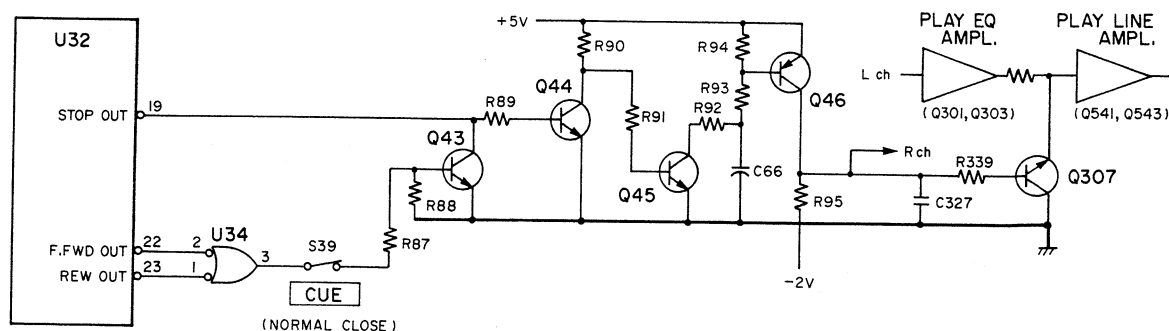 U32
STOP OUT
19
F.FWD OUT
22
REW OUT
23
2
1
U34
3
S39
CUE
(NORMAL CLOSE)
R87
R88
Q43
R89
Q44
+5V
R90
R91
Q45
R92
R93
R94
C66
Q46
R95
-2V
R ch
C327
R339
Q307
L ch
PLAY EQ
AMPL.
(Q301, Q303)
PLAY LINE
AMPL.
(Q541, Q543)